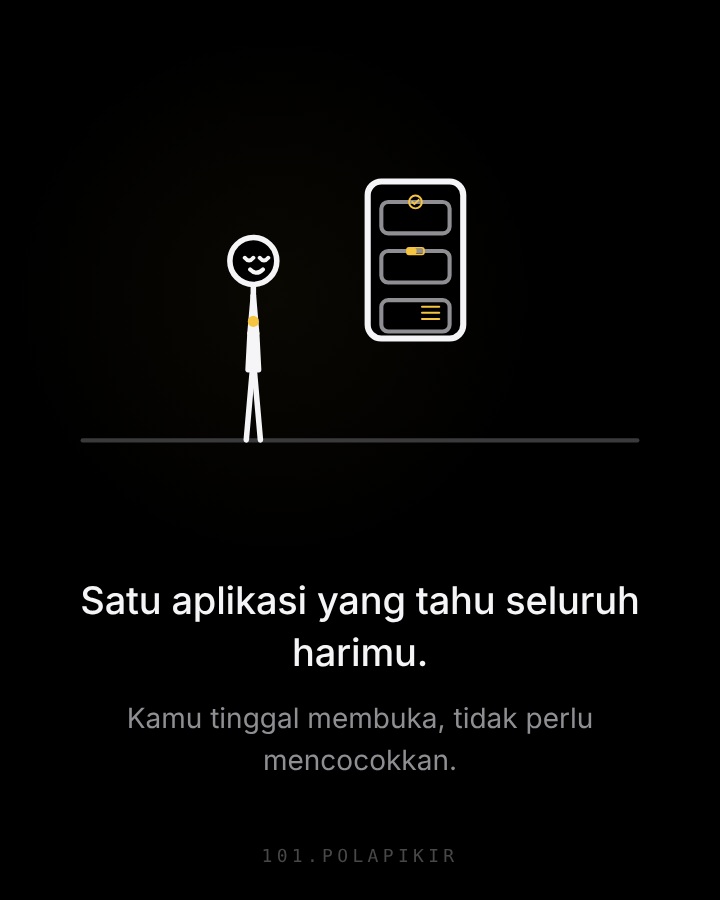 Satu aplikasi yang tahu seluruh
harimu.
Kamu tinggal membuka, tidak perlu
mencocokkan.
101.POLAPIKIR